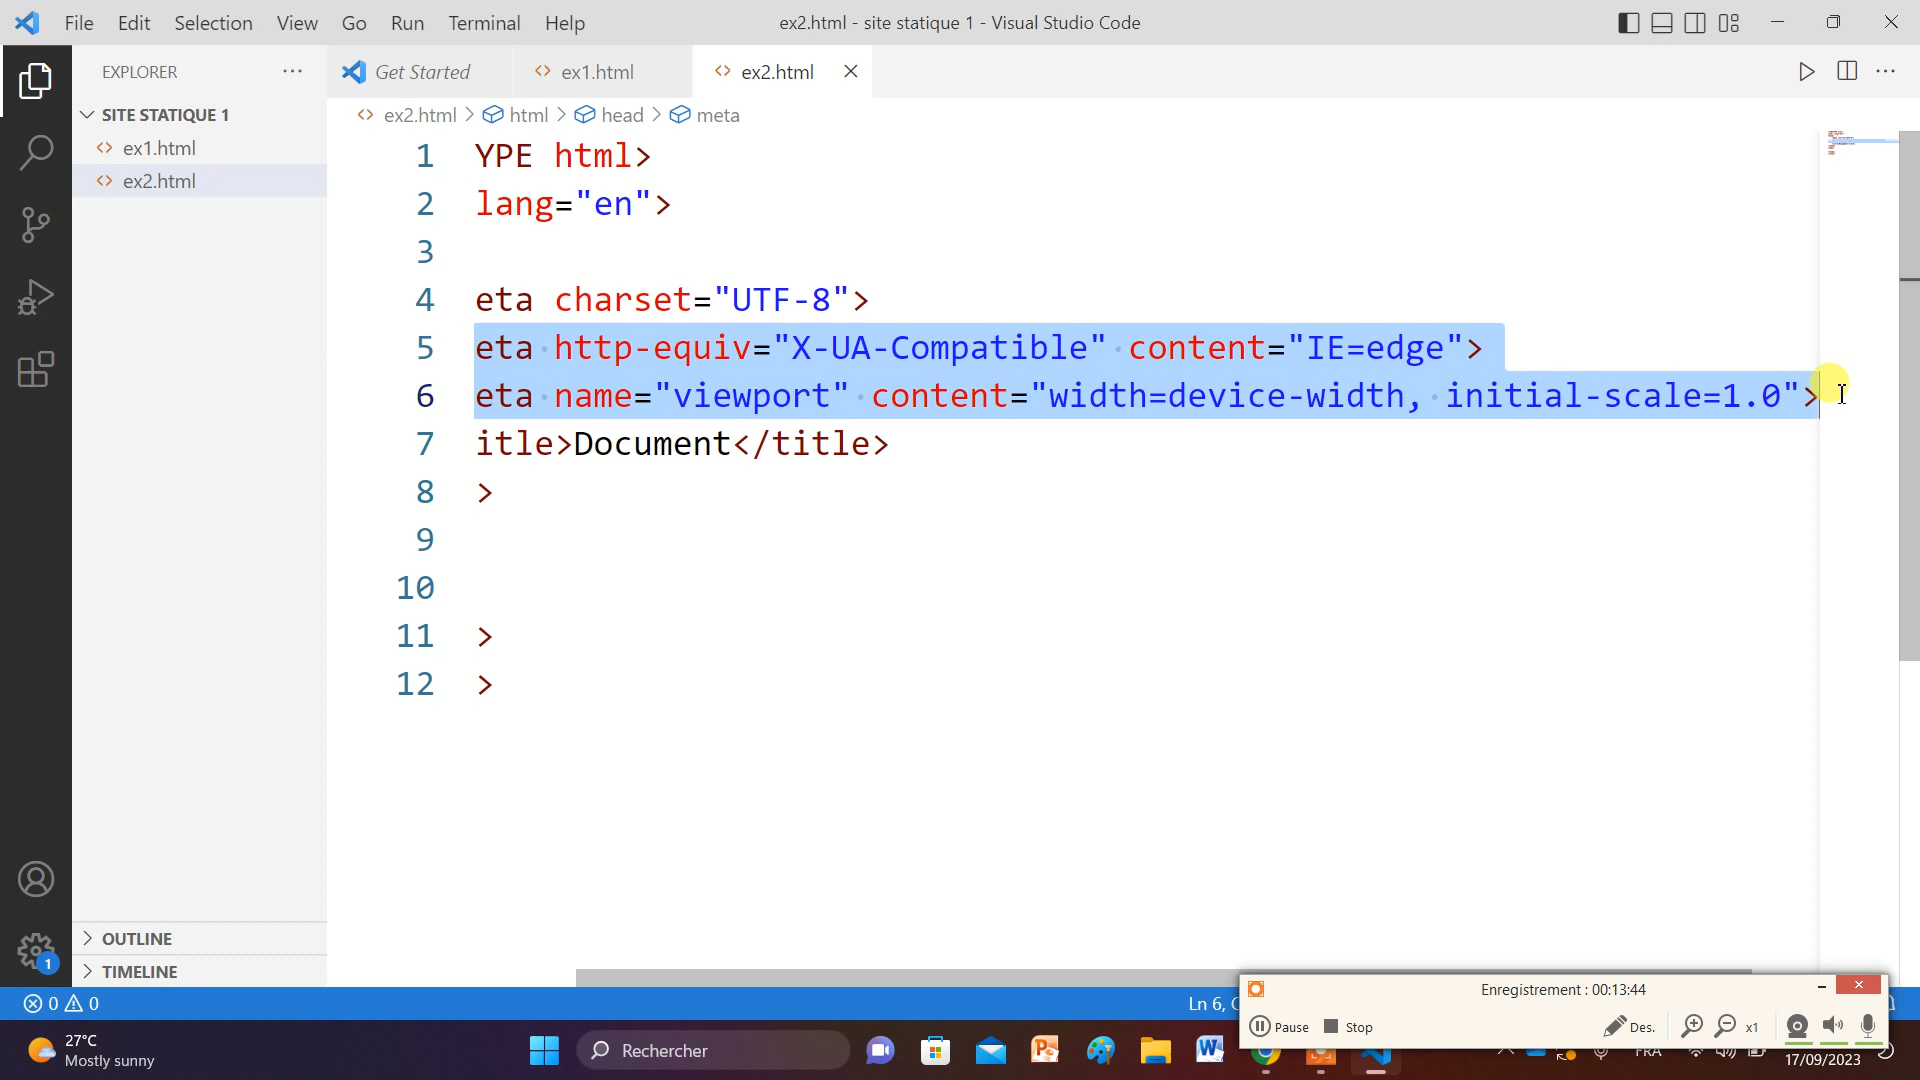 File Edit Selection View Go Run Terminal Help
ex2.html - site statique 1 - Visual Studio Code
EXPLORER
Get Started
ex1.html
ex2.html
SITE STATIQUE 1
ex1.html
ex2.html
ex2.html > html > head > meta
1 YPE html>
2 lang="en">
3
4 eta charset="UTF-8">
5 eta http-equiv="X-UA-Compatible" content="IE=edge">
6 eta name="viewport" content="width=device-width, initial-scale=1.0">
7 itle>Document</title>
8 >
9
10
11 >
12 >
OUTLINE
TIMELINE
1
0 0
Ln 6,
Enregistrement : 00:13:44
Pause Stop Des. x1
27°C
Mostly sunny
Rechercher
FRA
17/09/2023